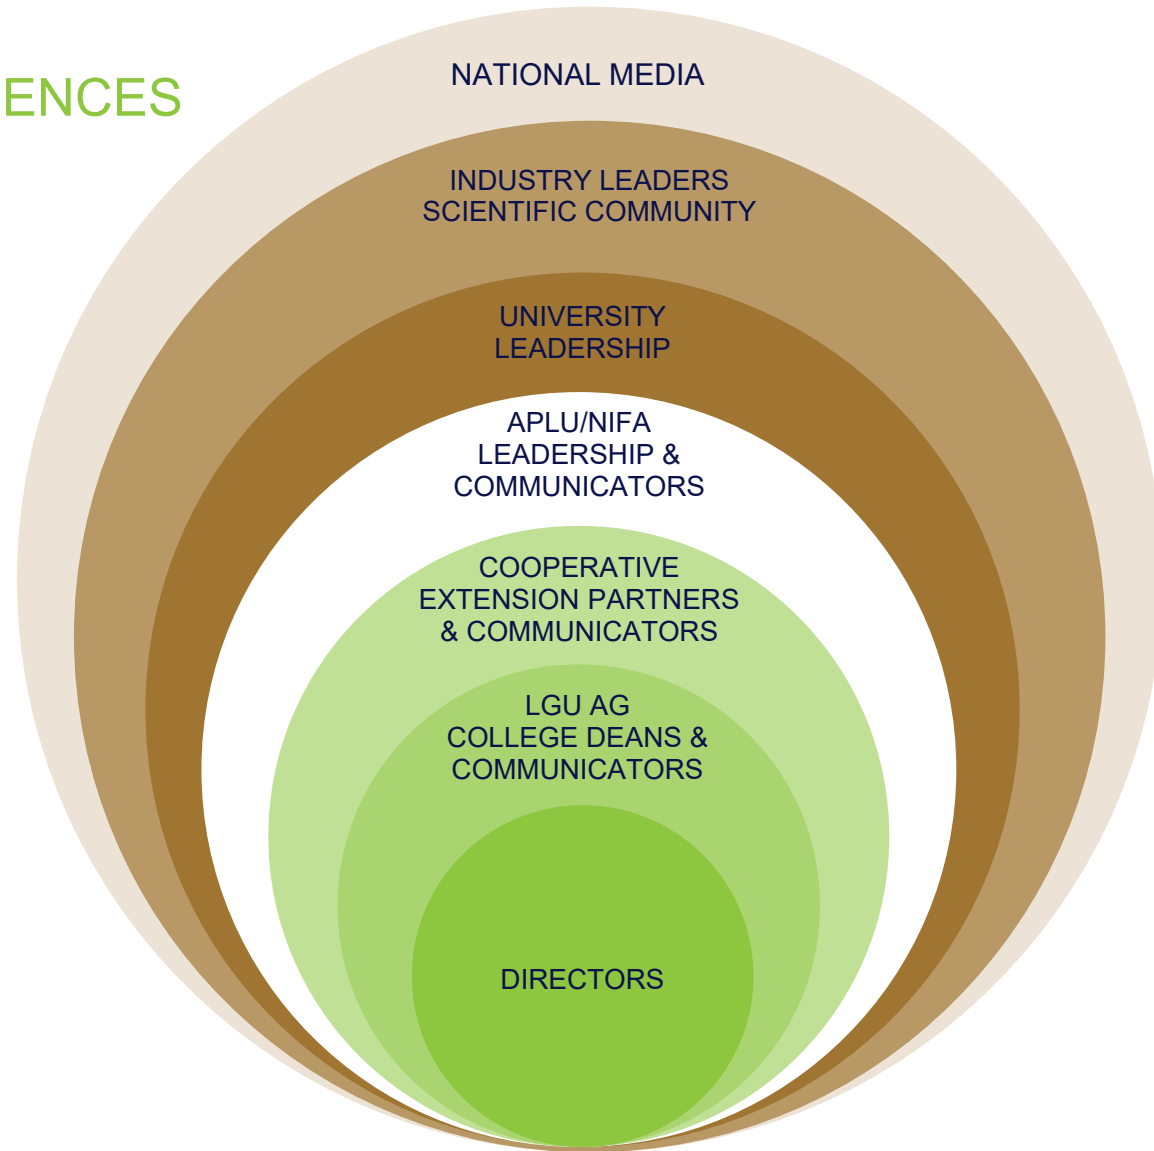 ENCES
NATIONAL MEDIA
INDUSTRY LEADERS
SCIENTIFIC COMMUNITY
UNIVERSITY
LEADERSHIP
APLU/NIFA
LEADERSHIP &
COMMUNICATORS
COOPERATIVE
EXTENSION PARTNERS
& COMMUNICATORS
LGU AG
COLLEGE DEANS &
COMMUNICATORS
DIRECTORS